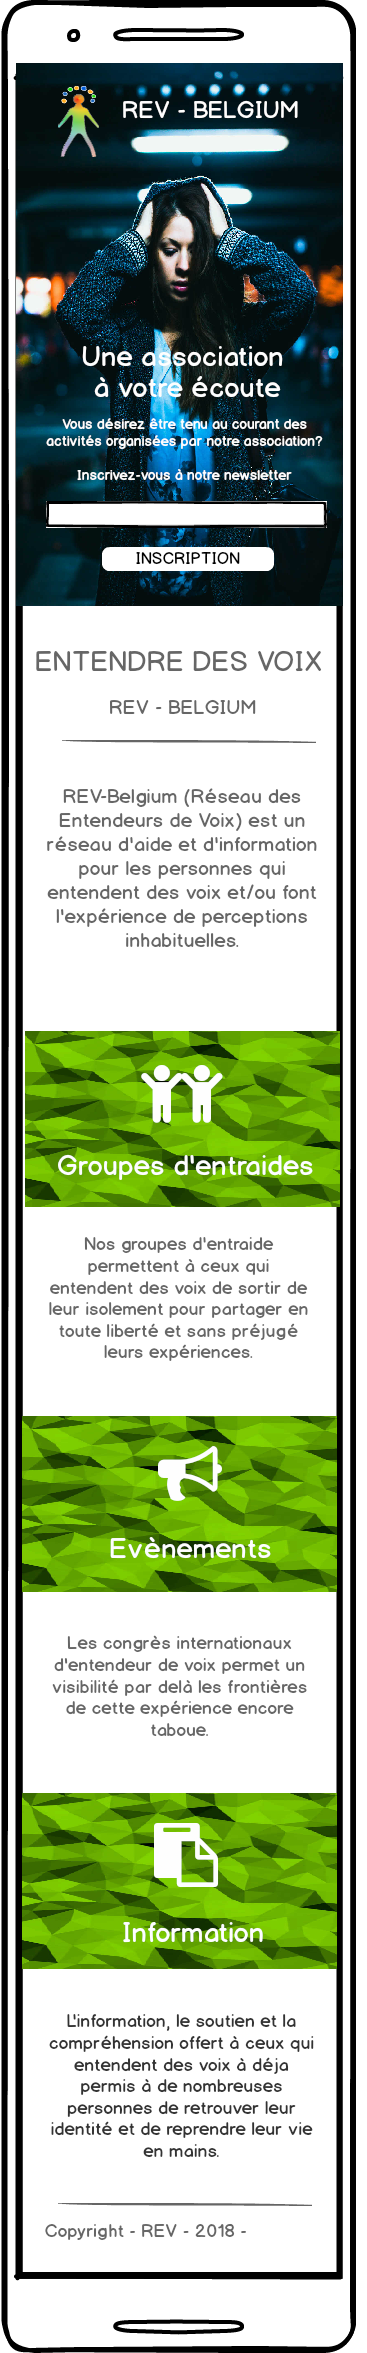 REV - BELGIUM
Une association
à votre écoute
Vous désirez être tenu au courant des
activités organisées par notre association?
Inscrivez-vous à notre newsletter
INSCRIPTION
ENTENDRE DES VOIX
REV - BELGIUM
REV-Belgium (Réseau des
Entendeurs de Voix) est un
réseau d'aide et d'information
pour les personnes qui
entendent des voix et/ou font
l'expérience de perceptions
inhabituelles.
Groupes d'entraides
Nos groupes d'entraide
permettent à ceux qui
entendent des voix de sortir de
leur isolement pour partager en
toute liberté et sans préjugé
leurs expériences.
Evènements
Les congrès internationaux
d'entendeur de voix permet un
visibilité par delà les frontières
de cette expérience encore
taboue.
Information
L'information, le soutien et la
compréhension offert à ceux qui
entendent des voix à déja
permis à de nombreuses
personnes de retrouver leur
identité et de reprendre leur vie
en mains.
Copyright - REV - 2018 -